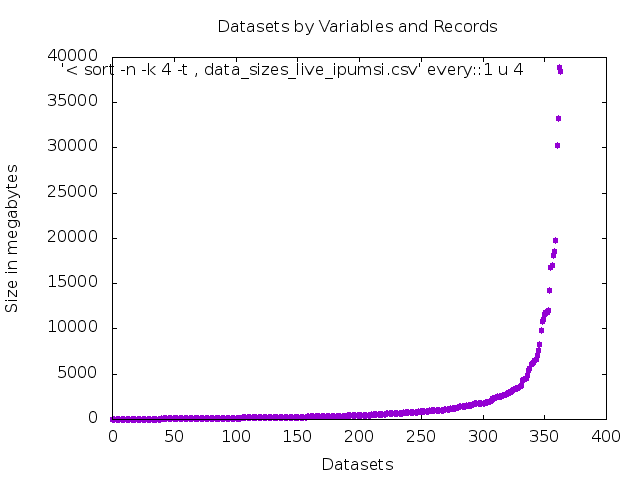 Datasets by Variables and Records
40000
'< sort -n -k 4 -t , data_sizes_live_ipumsi.csv' every::1 u 4
35000
30000
25000
20000
15000
10000
5000
0
Size in megabytes
0 50 100 150 200 250 300 350 400
Datasets